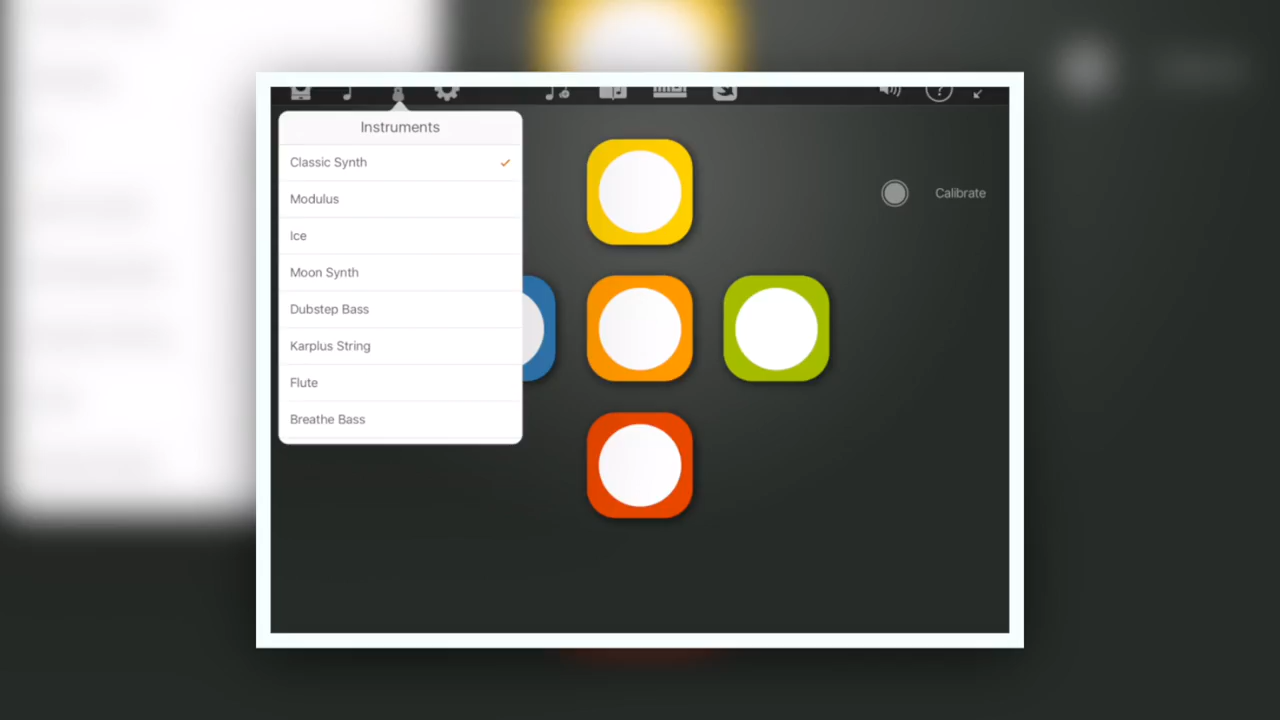 Instruments
Classic Synth
Modulus
Ice
Moon Synth
Dubstep Bass
Karplus String
Flute
Breathe Bass
Calibrate